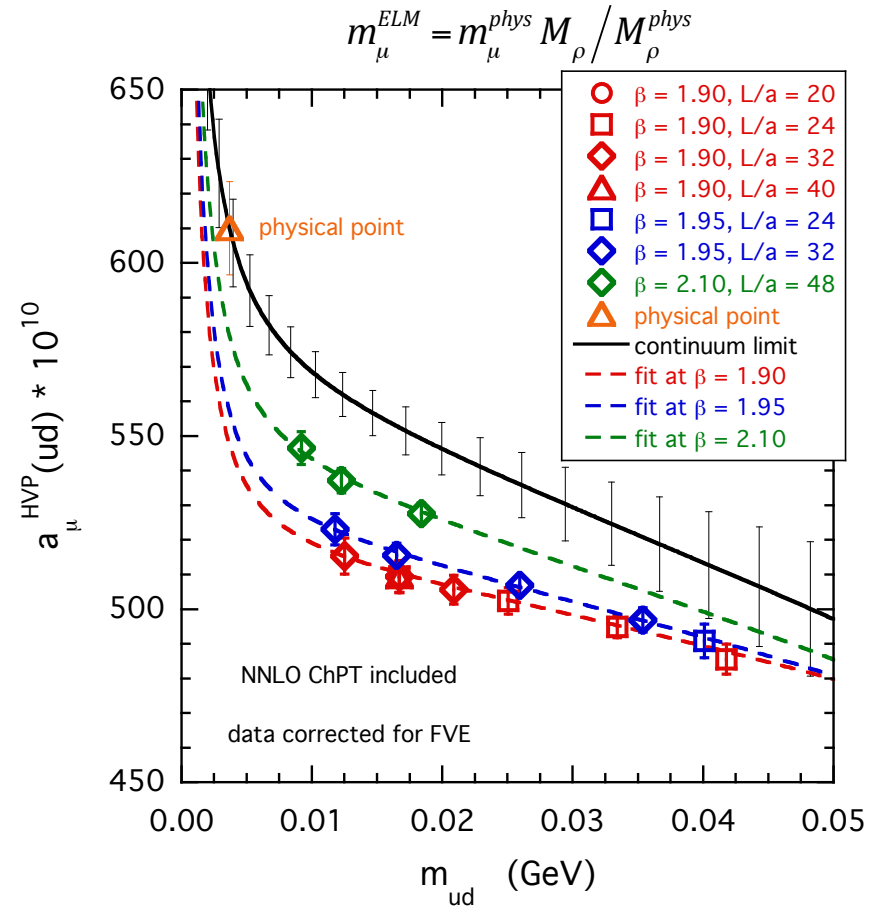 m_μ^{ELM} = m_μ^{phys} M_ρ / M_ρ^{phys}
650
600
550
500
450
a_μ^{HVP}(ud) * 10^{10}
β = 1.90, L/a = 20
β = 1.90, L/a = 24
β = 1.90, L/a = 32
β = 1.90, L/a = 40
β = 1.95, L/a = 24
β = 1.95, L/a = 32
β = 2.10, L/a = 48
physical point
continuum limit
fit at β = 1.90
fit at β = 1.95
fit at β = 2.10
physical point
NNLO ChPT included
data corrected for FVE
0.00 0.01 0.02 0.03 0.04 0.05
m_{ud} (GeV)